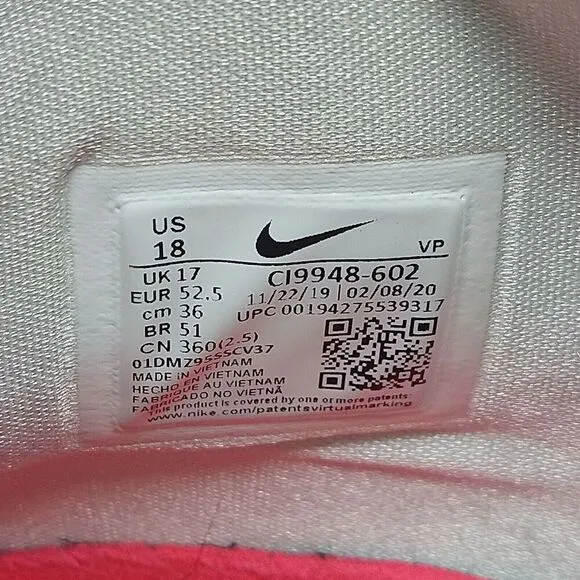 US
18
VP
UK 17
CI9948-602
EUR 52.5
11/22/19 | 02/08/20
cm 36
UPC 00194275539317
BR 51
CN 360(2.5)
01DMZ95SSCV37
MADE IN VIETNAM
HECHO EN VIETNAM
FABRIQUE AU VIETNAM
FABRICADO NO VIETNÃ
This product is covered by one or more patents:
www.nike.com/patentsvirtualmarking